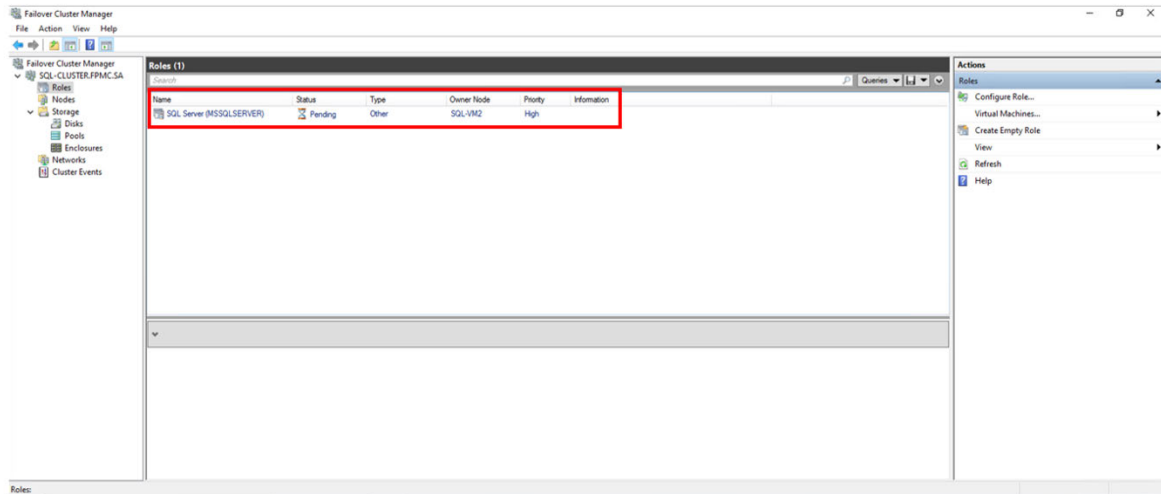 Failover Cluster Manager
File Action View Help
Failover Cluster Manager
SQL-CLUSTER.FPMC.SA
Roles
Nodes
Storage
Disks
Pools
Enclosures
Networks
Cluster Events
Roles (1)
Search
Queries
Name Status Type Owner Node Priority Information
SQL Server (MSSQLSERVER) Pending Other SQL-VM2 High
Actions
Roles
Configure Role...
Virtual Machines...
Create Empty Role
View
Refresh
Help
Roles: